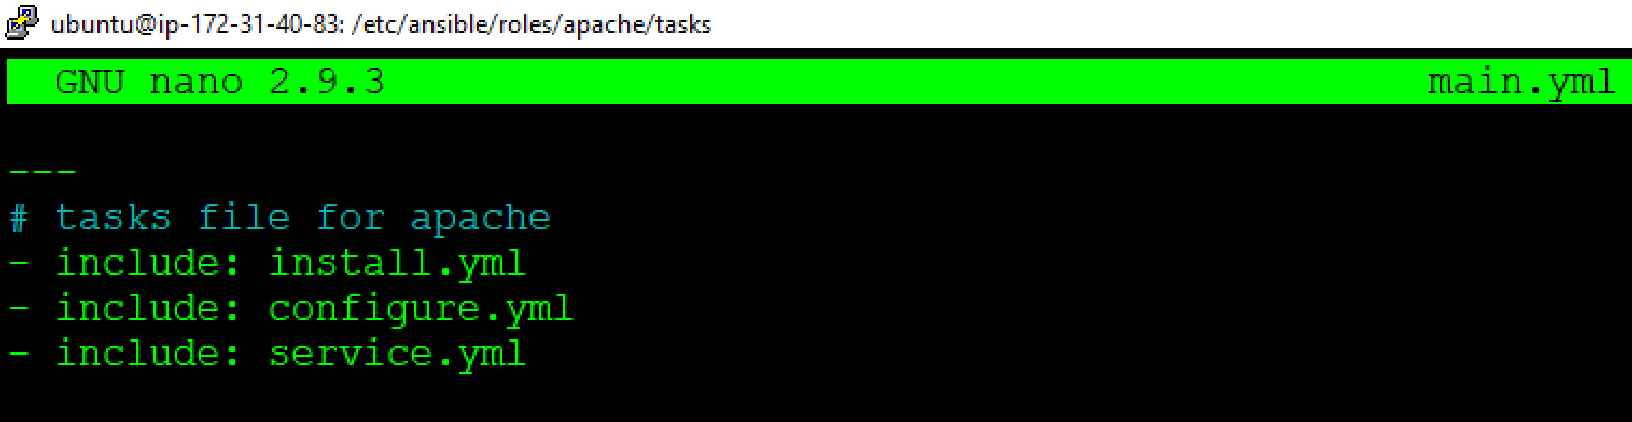 ubuntu@ip-172-31-40-83: /etc/ansible/roles/apache/tasks
GNU nano 2.9.3 main.yml
---
# tasks file for apache
- include: install.yml
- include: configure.yml
- include: service.yml